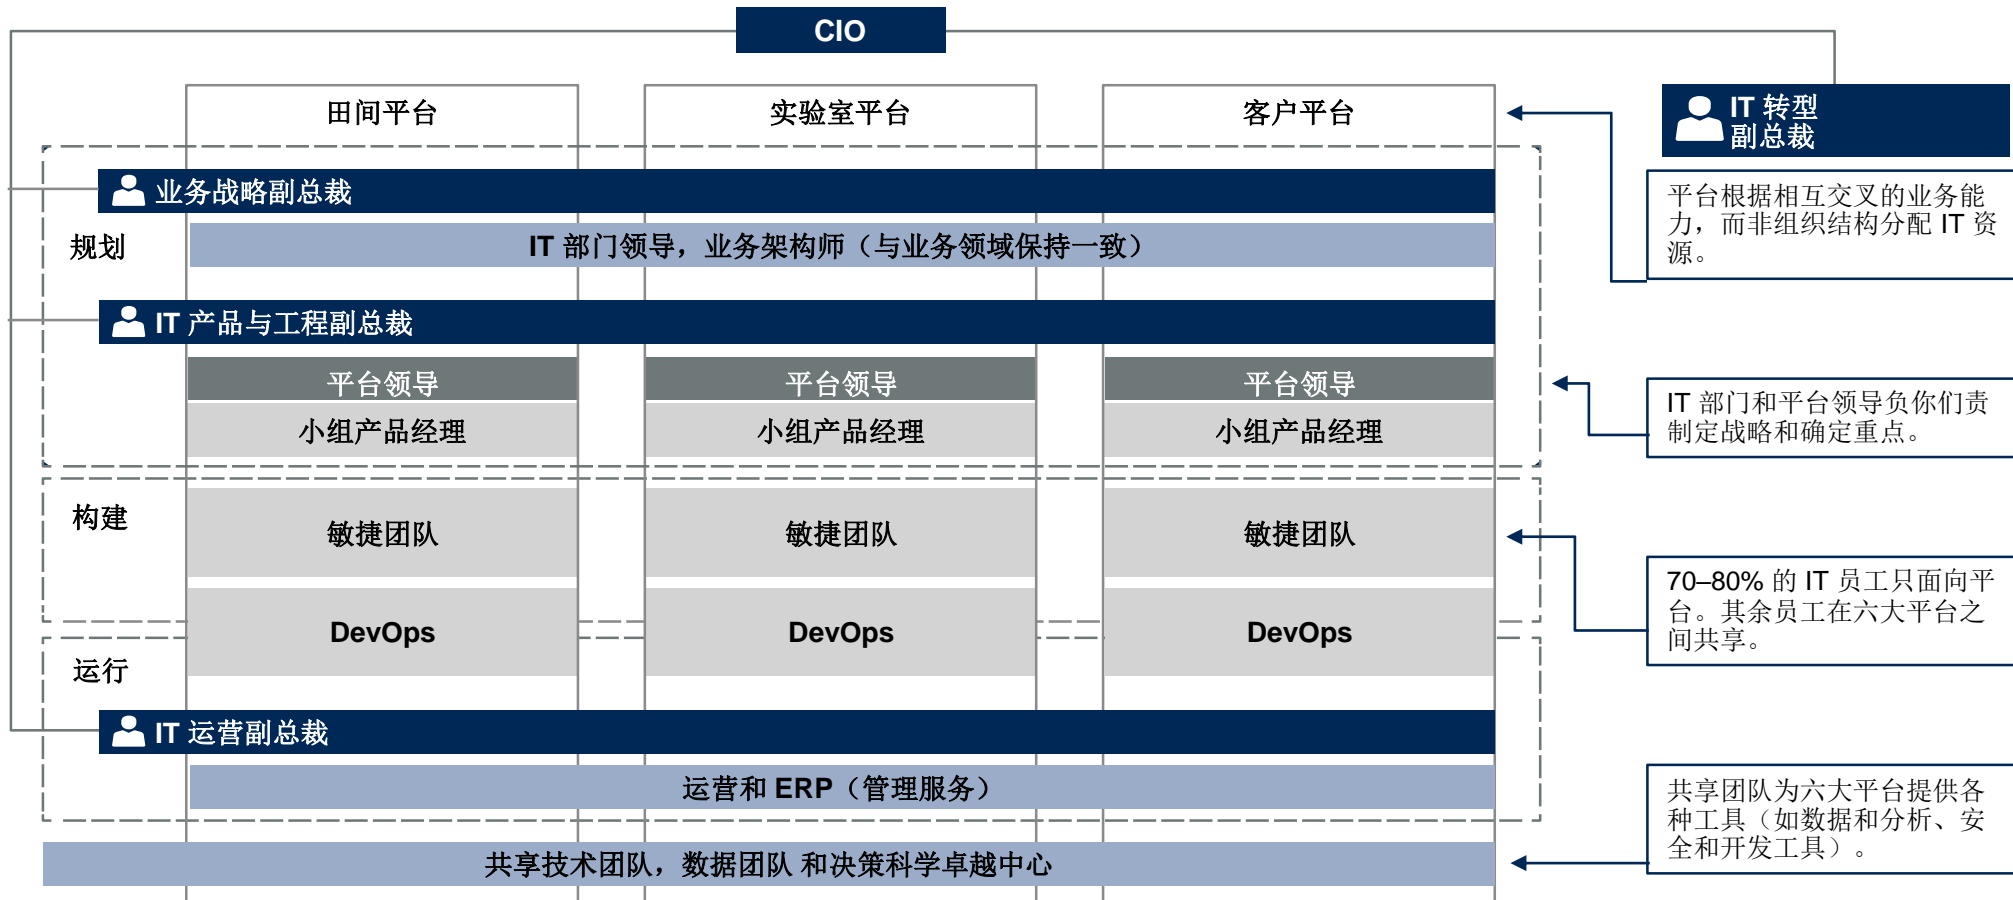 CIO
田间平台
实验室平台
客户平台
IT 转型
副总裁
业务战略副总裁
平台根据相互交叉的业务能
力，而非组织结构分配 IT 资
源。
规划
IT 部门领导，业务架构师（与业务领域保持一致）
IT 产品与工程副总裁
平台领导
平台领导
平台领导
小组产品经理
小组产品经理
小组产品经理
IT 部门和平台领导负你们责
制定战略和确定重点。
构建
敏捷团队
敏捷团队
敏捷团队
70–80% 的 IT 员工只面向平
台。其余员工在六大平台之
间共享。
DevOps
DevOps
DevOps
运行
IT 运营副总裁
运营和 ERP（管理服务）
共享团队为六大平台提供各
种工具（如数据和分析、安
全和开发工具）。
共享技术团队，数据团队 和决策科学卓越中心